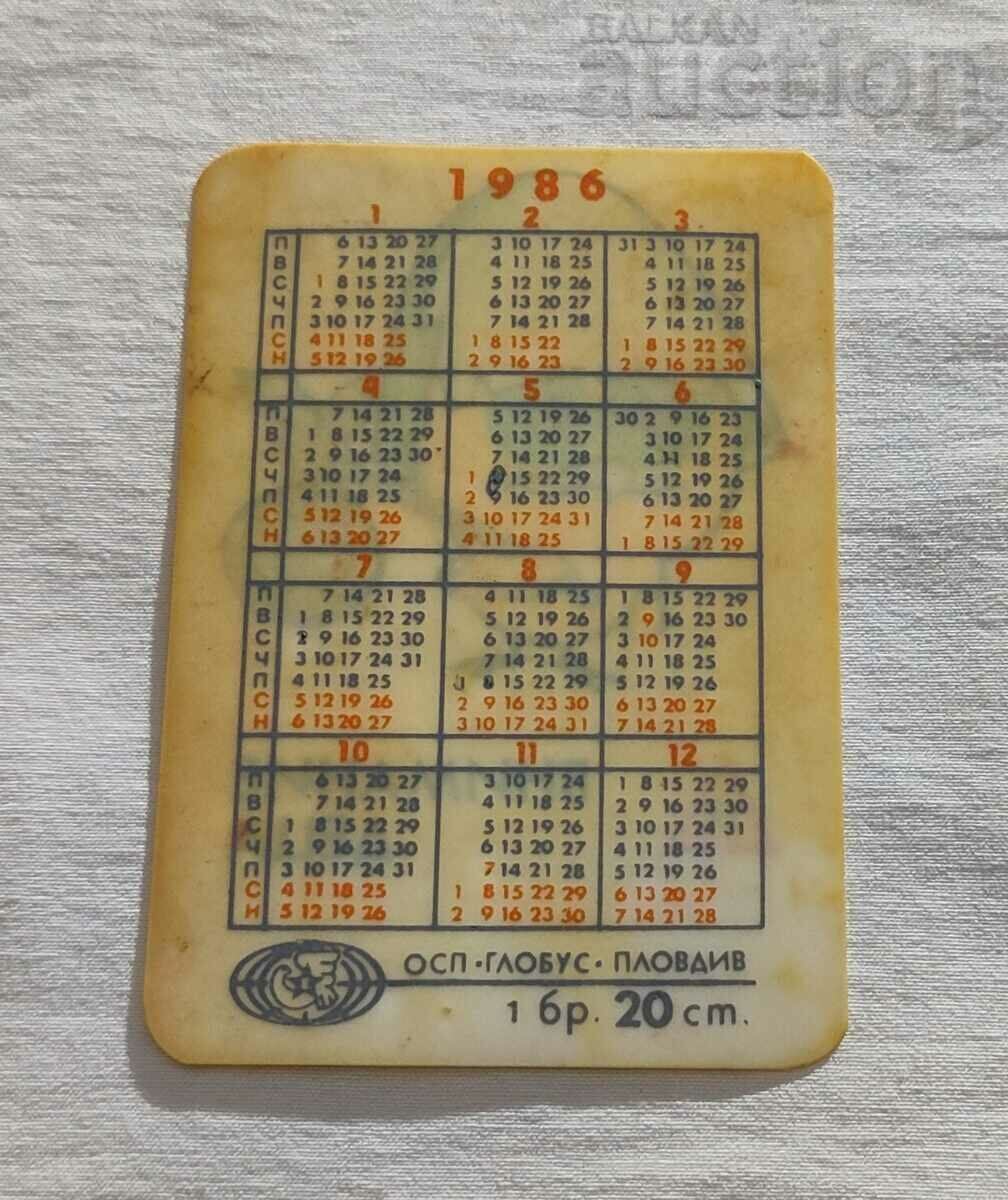 BALKAN
auction
1986
1 2 3
П 6 13 20 27 3 10 17 24 31 3 10 17 24
В 7 14 21 28 4 11 18 25 4 11 18 25
С 1 8 15 22 29 5 12 19 26 5 12 19 26
Ч 2 9 16 23 30 6 13 20 27 6 13 20 27
П 3 10 17 24 31 7 14 21 28 7 14 21 28
С 4 11 18 25 1 8 15 22 1 8 15 22 29
Н 5 12 19 26 2 9 16 23 2 9 16 23 30
4 5 6
П 7 14 21 28 5 12 19 26 30 2 9 16 23
В 1 8 15 22 29 6 13 20 27 3 10 17 24
С 2 9 16 23 30 7 14 21 28 4 11 18 25
Ч 3 10 17 24 1 15 22 29 5 12 19 26
П 4 11 18 25 2 9 16 23 30 6 13 20 27
С 5 12 19 26 3 10 17 24 31 7 14 21 28
Н 6 13 20 27 4 11 18 25 1 8 15 22 29
7 8 9
П 7 14 21 28 4 11 18 25 1 8 15 22 29
В 1 8 15 22 29 5 12 19 26 2 9 16 23 30
С 2 9 16 23 30 6 13 20 27 3 10 17 24
Ч 3 10 17 24 31 7 14 21 28 4 11 18 25
П 4 11 18 25 1 8 15 22 29 5 12 19 26
С 5 12 19 26 2 9 16 23 30 6 13 20 27
Н 6 13 20 27 3 10 17 24 31 7 14 21 28
10 11 12
П 6 13 20 27 3 10 17 24 1 8 15 22 29
В 7 14 21 28 4 11 18 25 2 9 16 23 30
С 1 8 15 22 29 5 12 19 26 3 10 17 24 31
Ч 2 9 16 23 30 6 13 20 27 4 11 18 25
П 3 10 17 24 31 7 14 21 28 5 12 19 26
С 4 11 18 25 1 8 15 22 29 6 13 20 27
Н 5 12 19 26 2 9 16 23 30 7 14 21 28
ОСП • ГЛОБУС • ПЛОВДИВ
1 бр. 20 ст.